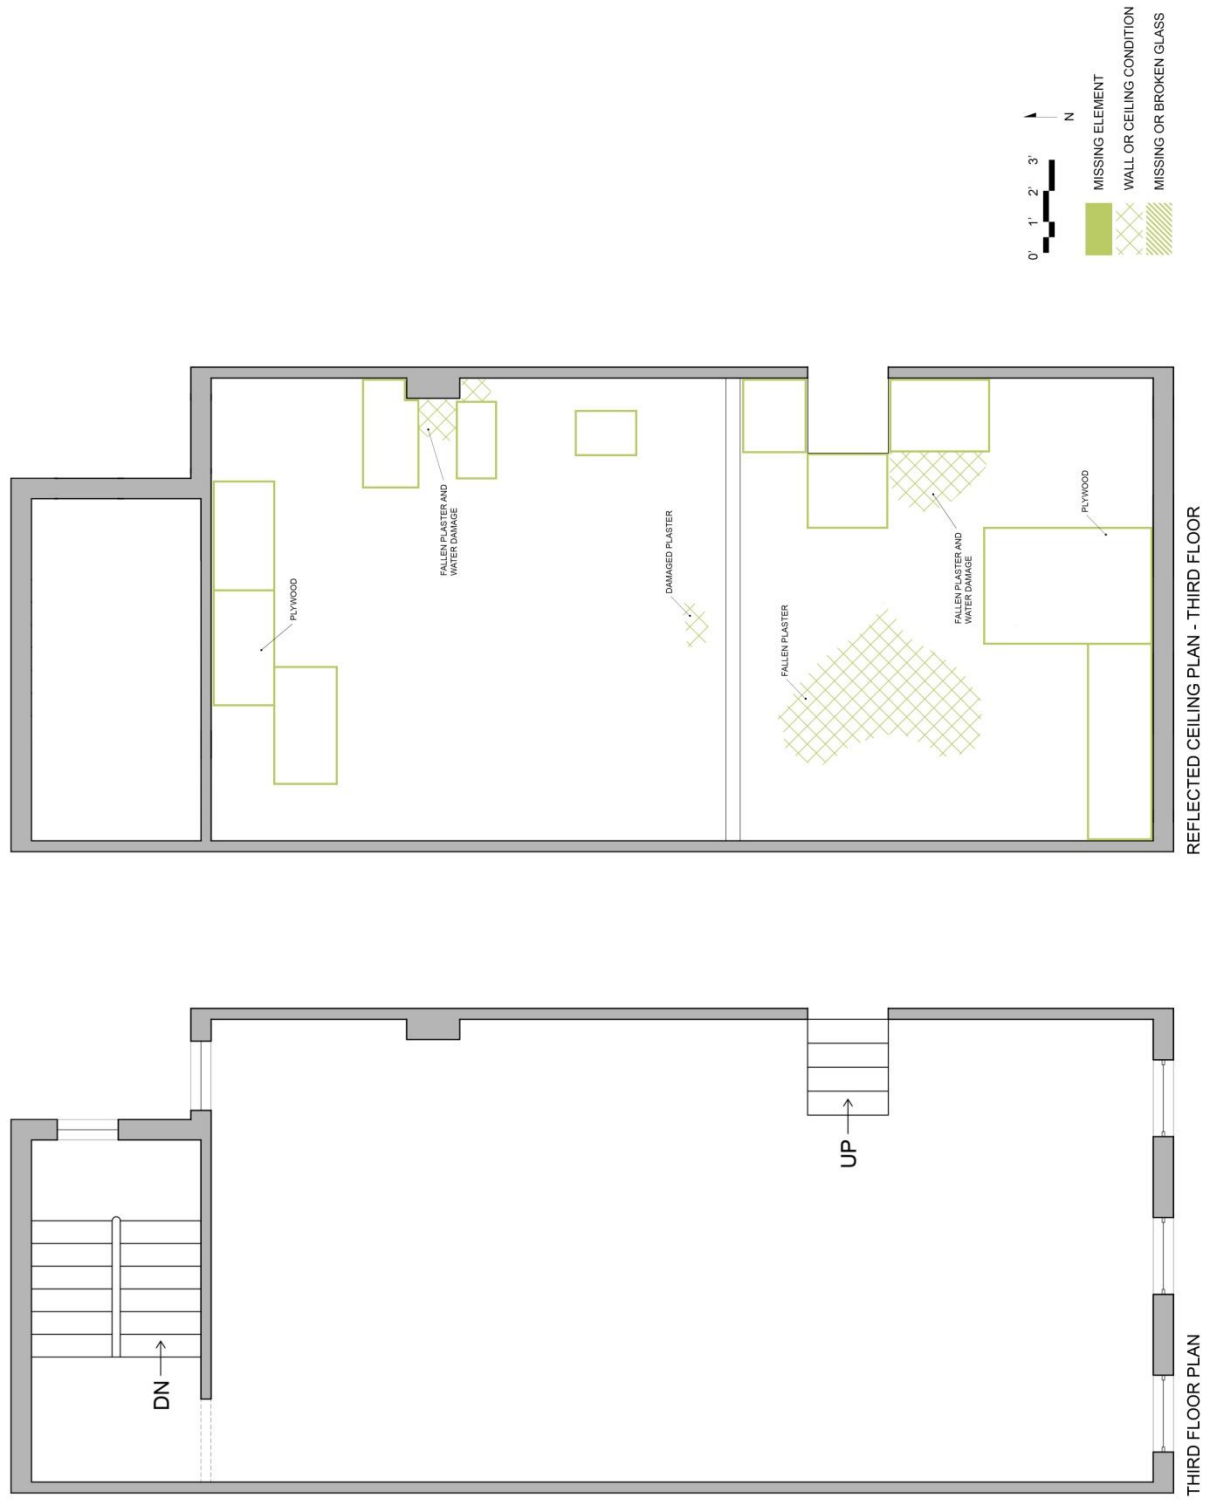 DN
UP
THIRD FLOOR PLAN
PLYWOOD
FALLEN PLASTER AND
WATER DAMAGE
DAMAGED PLASTER
FALLEN PLASTER
FALLEN PLASTER AND
WATER DAMAGE
PLYWOOD
REFLECTED CEILING PLAN - THIRD FLOOR
N
0' 1' 2' 3'
MISSING ELEMENT
WALL OR CEILING CONDITION
MISSING OR BROKEN GLASS